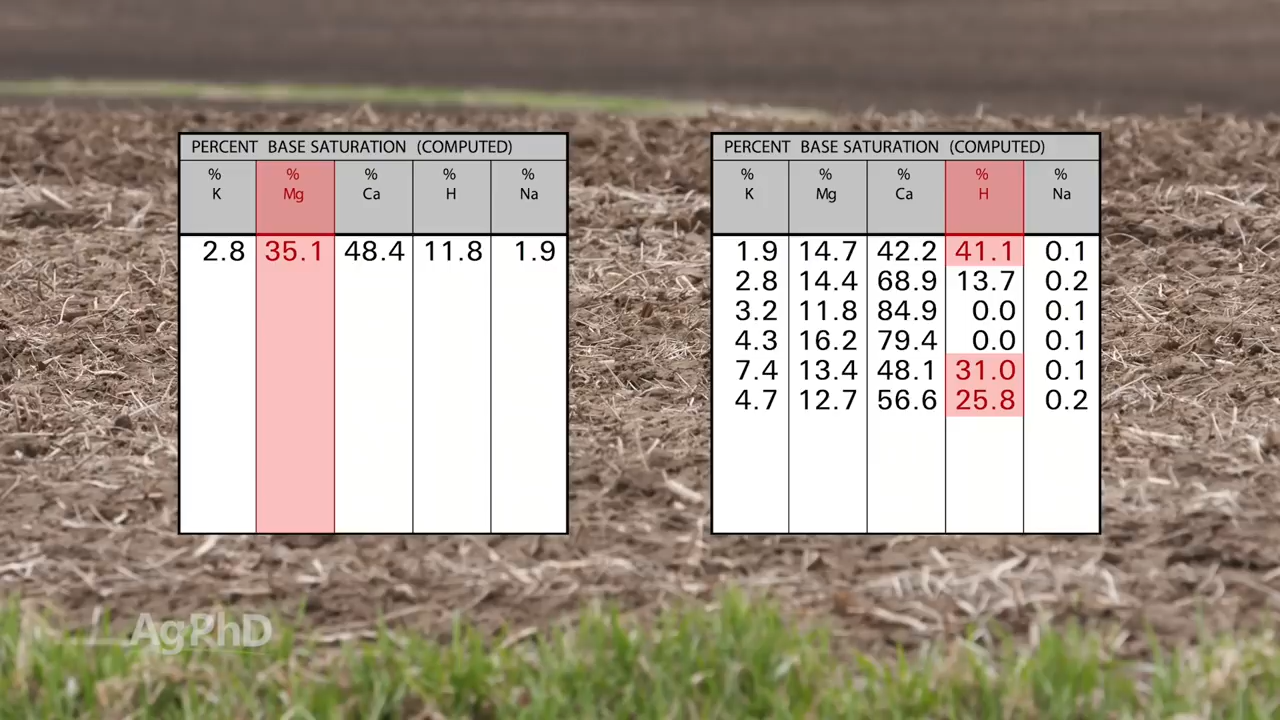 PERCENT BASE SATURATION (COMPUTED)
% % % % %
K Mg Ca H Na
2.8 35.1 48.4 11.8 1.9
PERCENT BASE SATURATION (COMPUTED)
% % % % %
K Mg Ca H Na
1.9 14.7 42.2 41.1 0.1
2.8 14.4 68.9 13.7 0.2
3.2 11.8 84.9 0.0 0.1
4.3 16.2 79.4 0.0 0.1
7.4 13.4 48.1 31.0 0.1
4.7 12.7 56.6 25.8 0.2
AgPhD